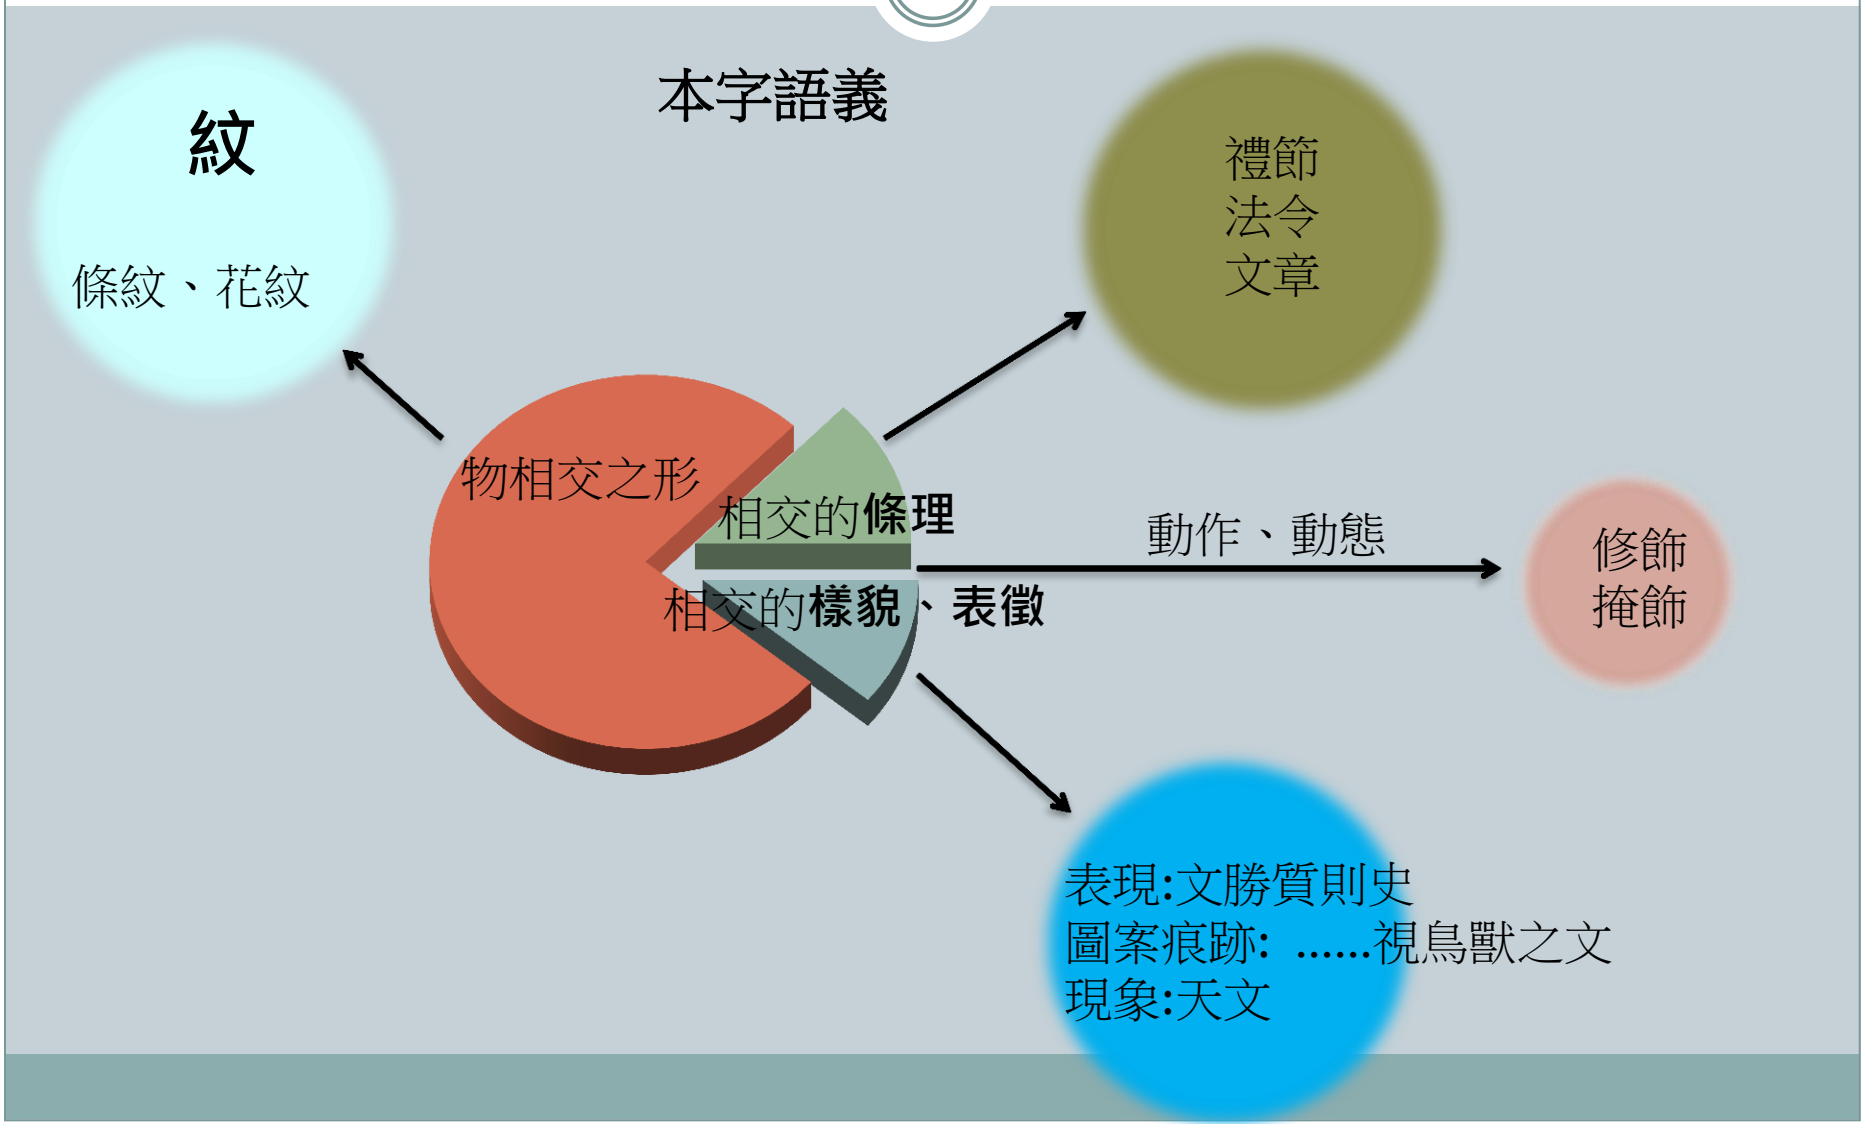 本字語義
紋
條紋、花紋
禮節
法令
文章
物相交之形
相交的條理
動作、動態
修飾
掩飾
相交的樣貌、表徵
表現:文勝質則史
圖案痕跡: ......視鳥獸之文
現象:天文